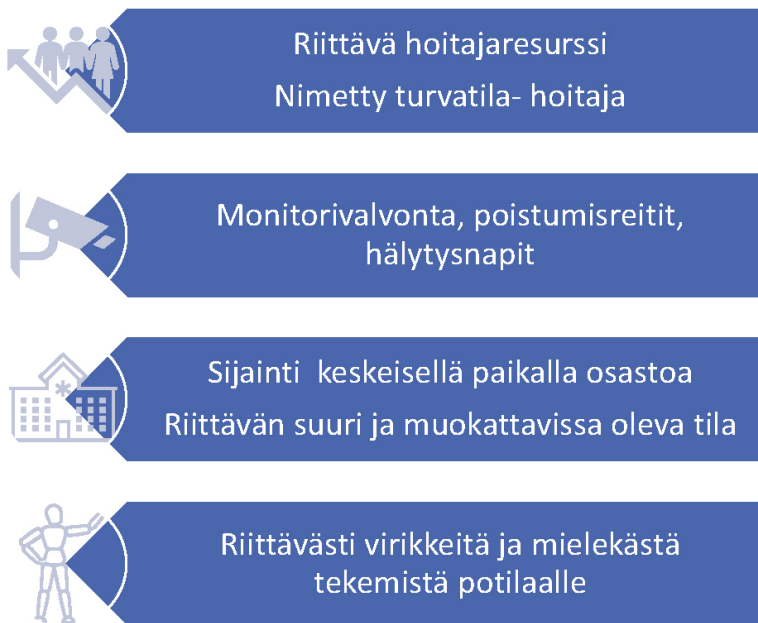 Riittävä hoitajaresurssi
Nimetty turvatila- hoitaja
Monitorivalvonta, poistumisreitit,
hälytysnapit
Sijainti  keskeisellä paikalla osastoa
Riittävän suuri ja muokattavissa oleva tila
Riittävästi virikkeitä ja mielekästä
tekemistä potilaalle